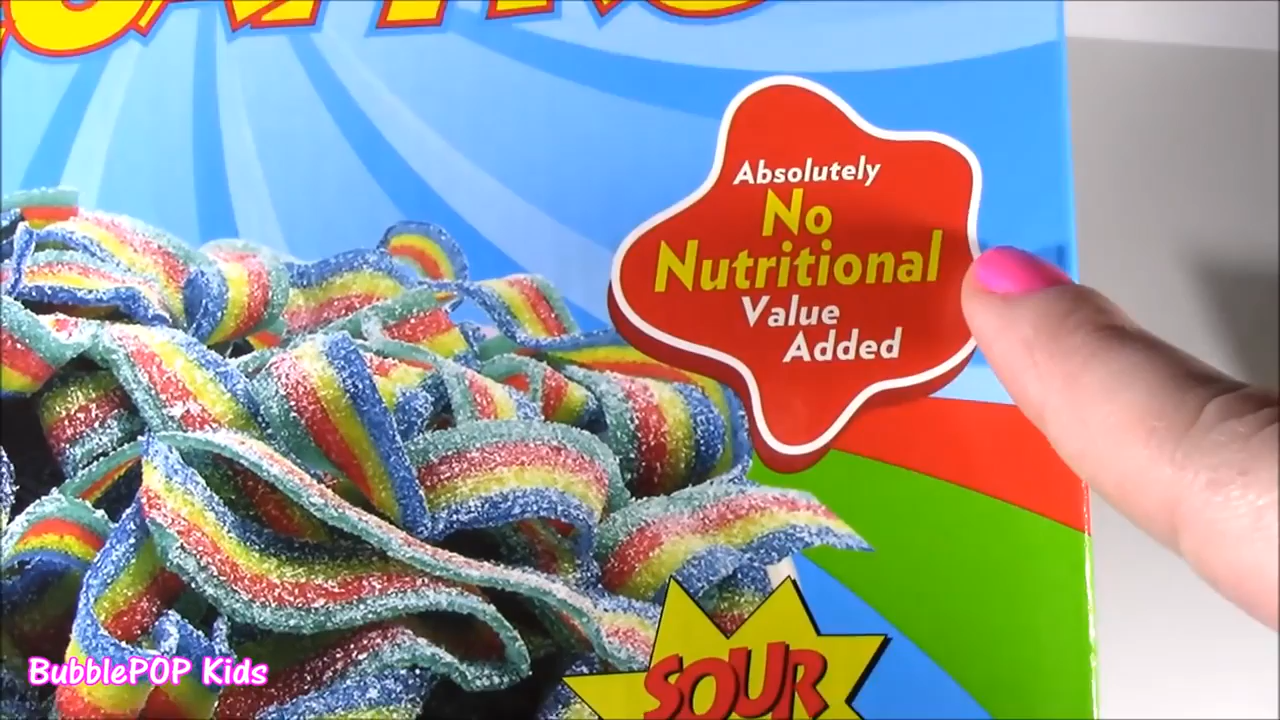 Absolutely
No
Nutritional
Value
Added
SOUR
BubblePOP Kids